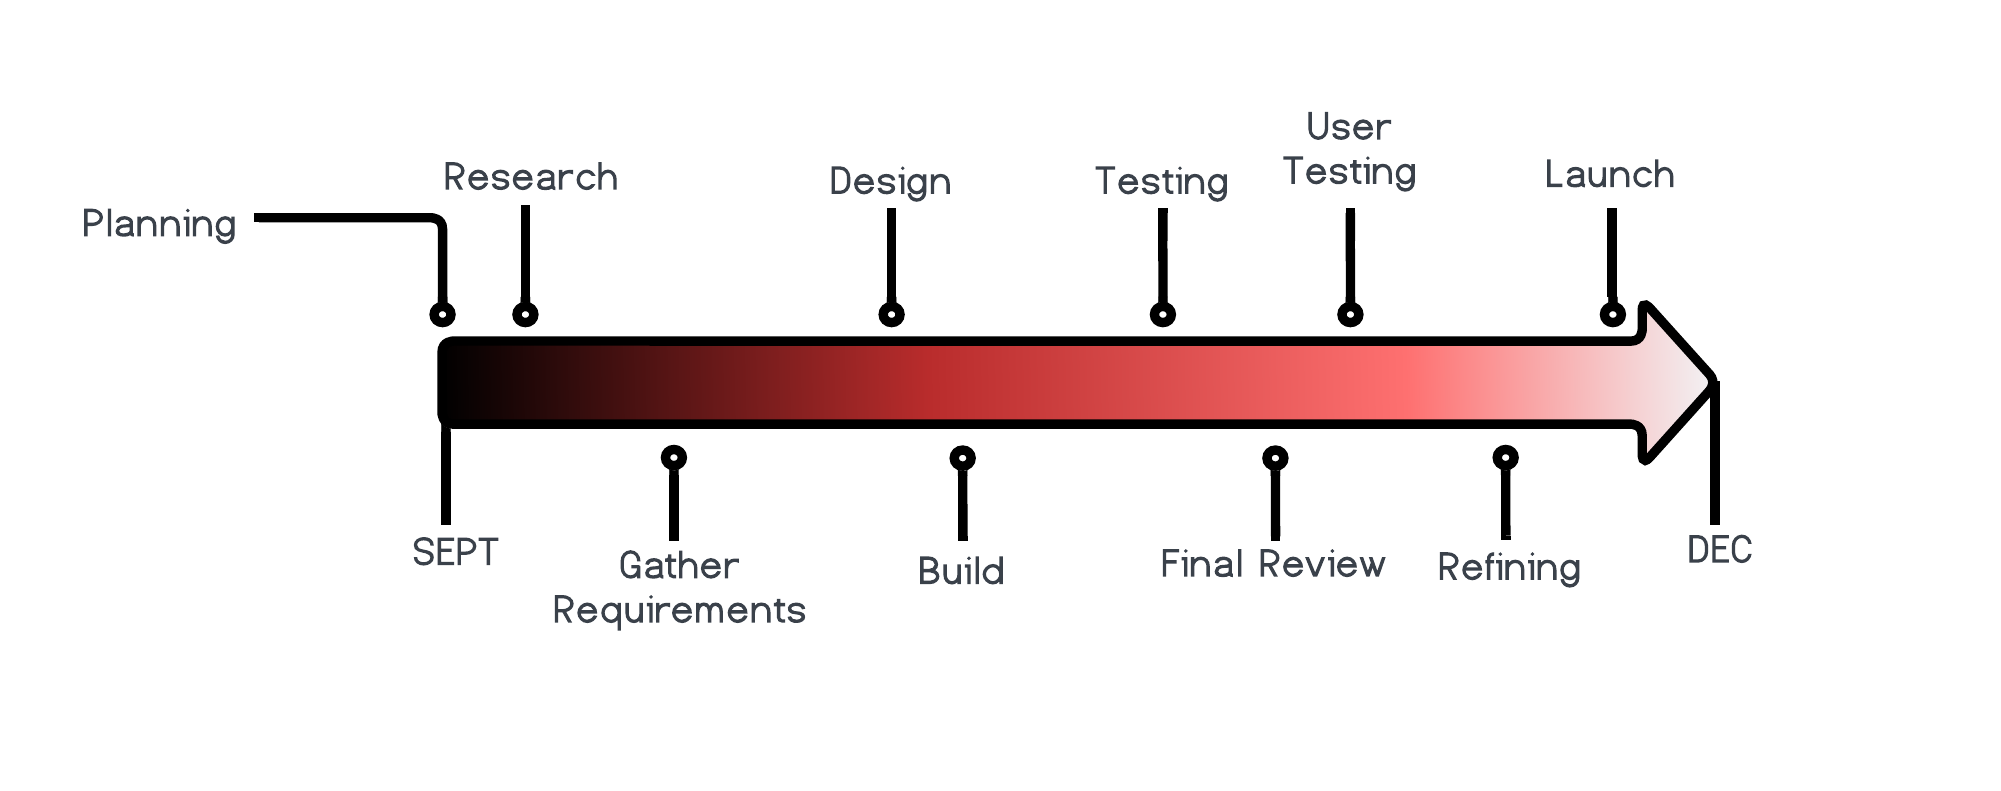 User
Testing
Research
Design
Testing
Launch
Planning
SEPT
Gather
Requirements
Build
Final Review
Refining
DEC